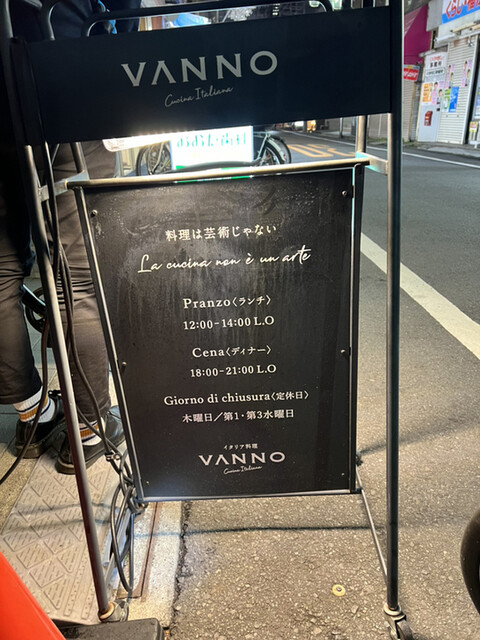 VANNO
Cucina Italiana
料理は芸術じゃない
La cucina non è un arte
Pranzo〈ランチ〉
12:00-14:00 L.O
Cena〈ディナー〉
18:00-21:00 L.O
Giorno di chiusura〈定休日〉
木曜日／第1・第3水曜日
イタリア料理
VANNO
Cucina Italiana